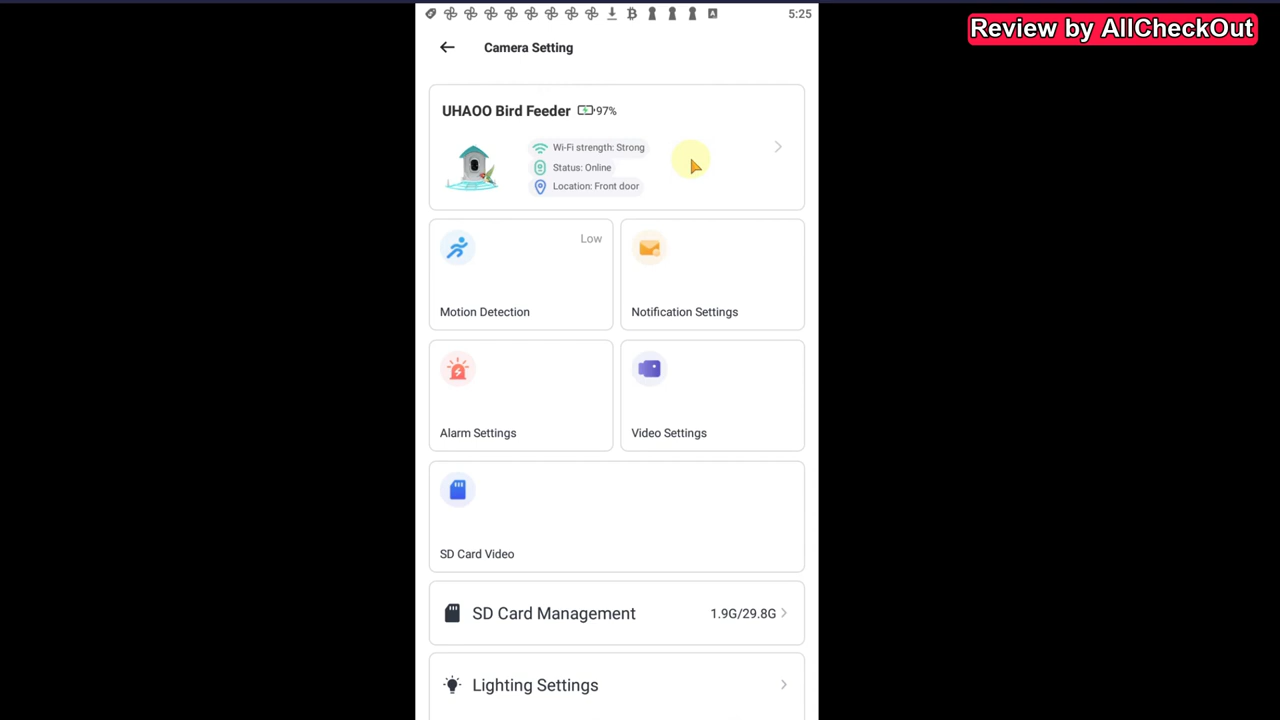 5:25
Review by AllCheckOut
Camera Setting
UHAOO Bird Feeder 97%
Wi-Fi strength: Strong
Status: Online
Location: Front door
Low
Motion Detection
Notification Settings
Alarm Settings
Video Settings
SD Card Video
SD Card Management 1.9G/29.8G
Lighting Settings